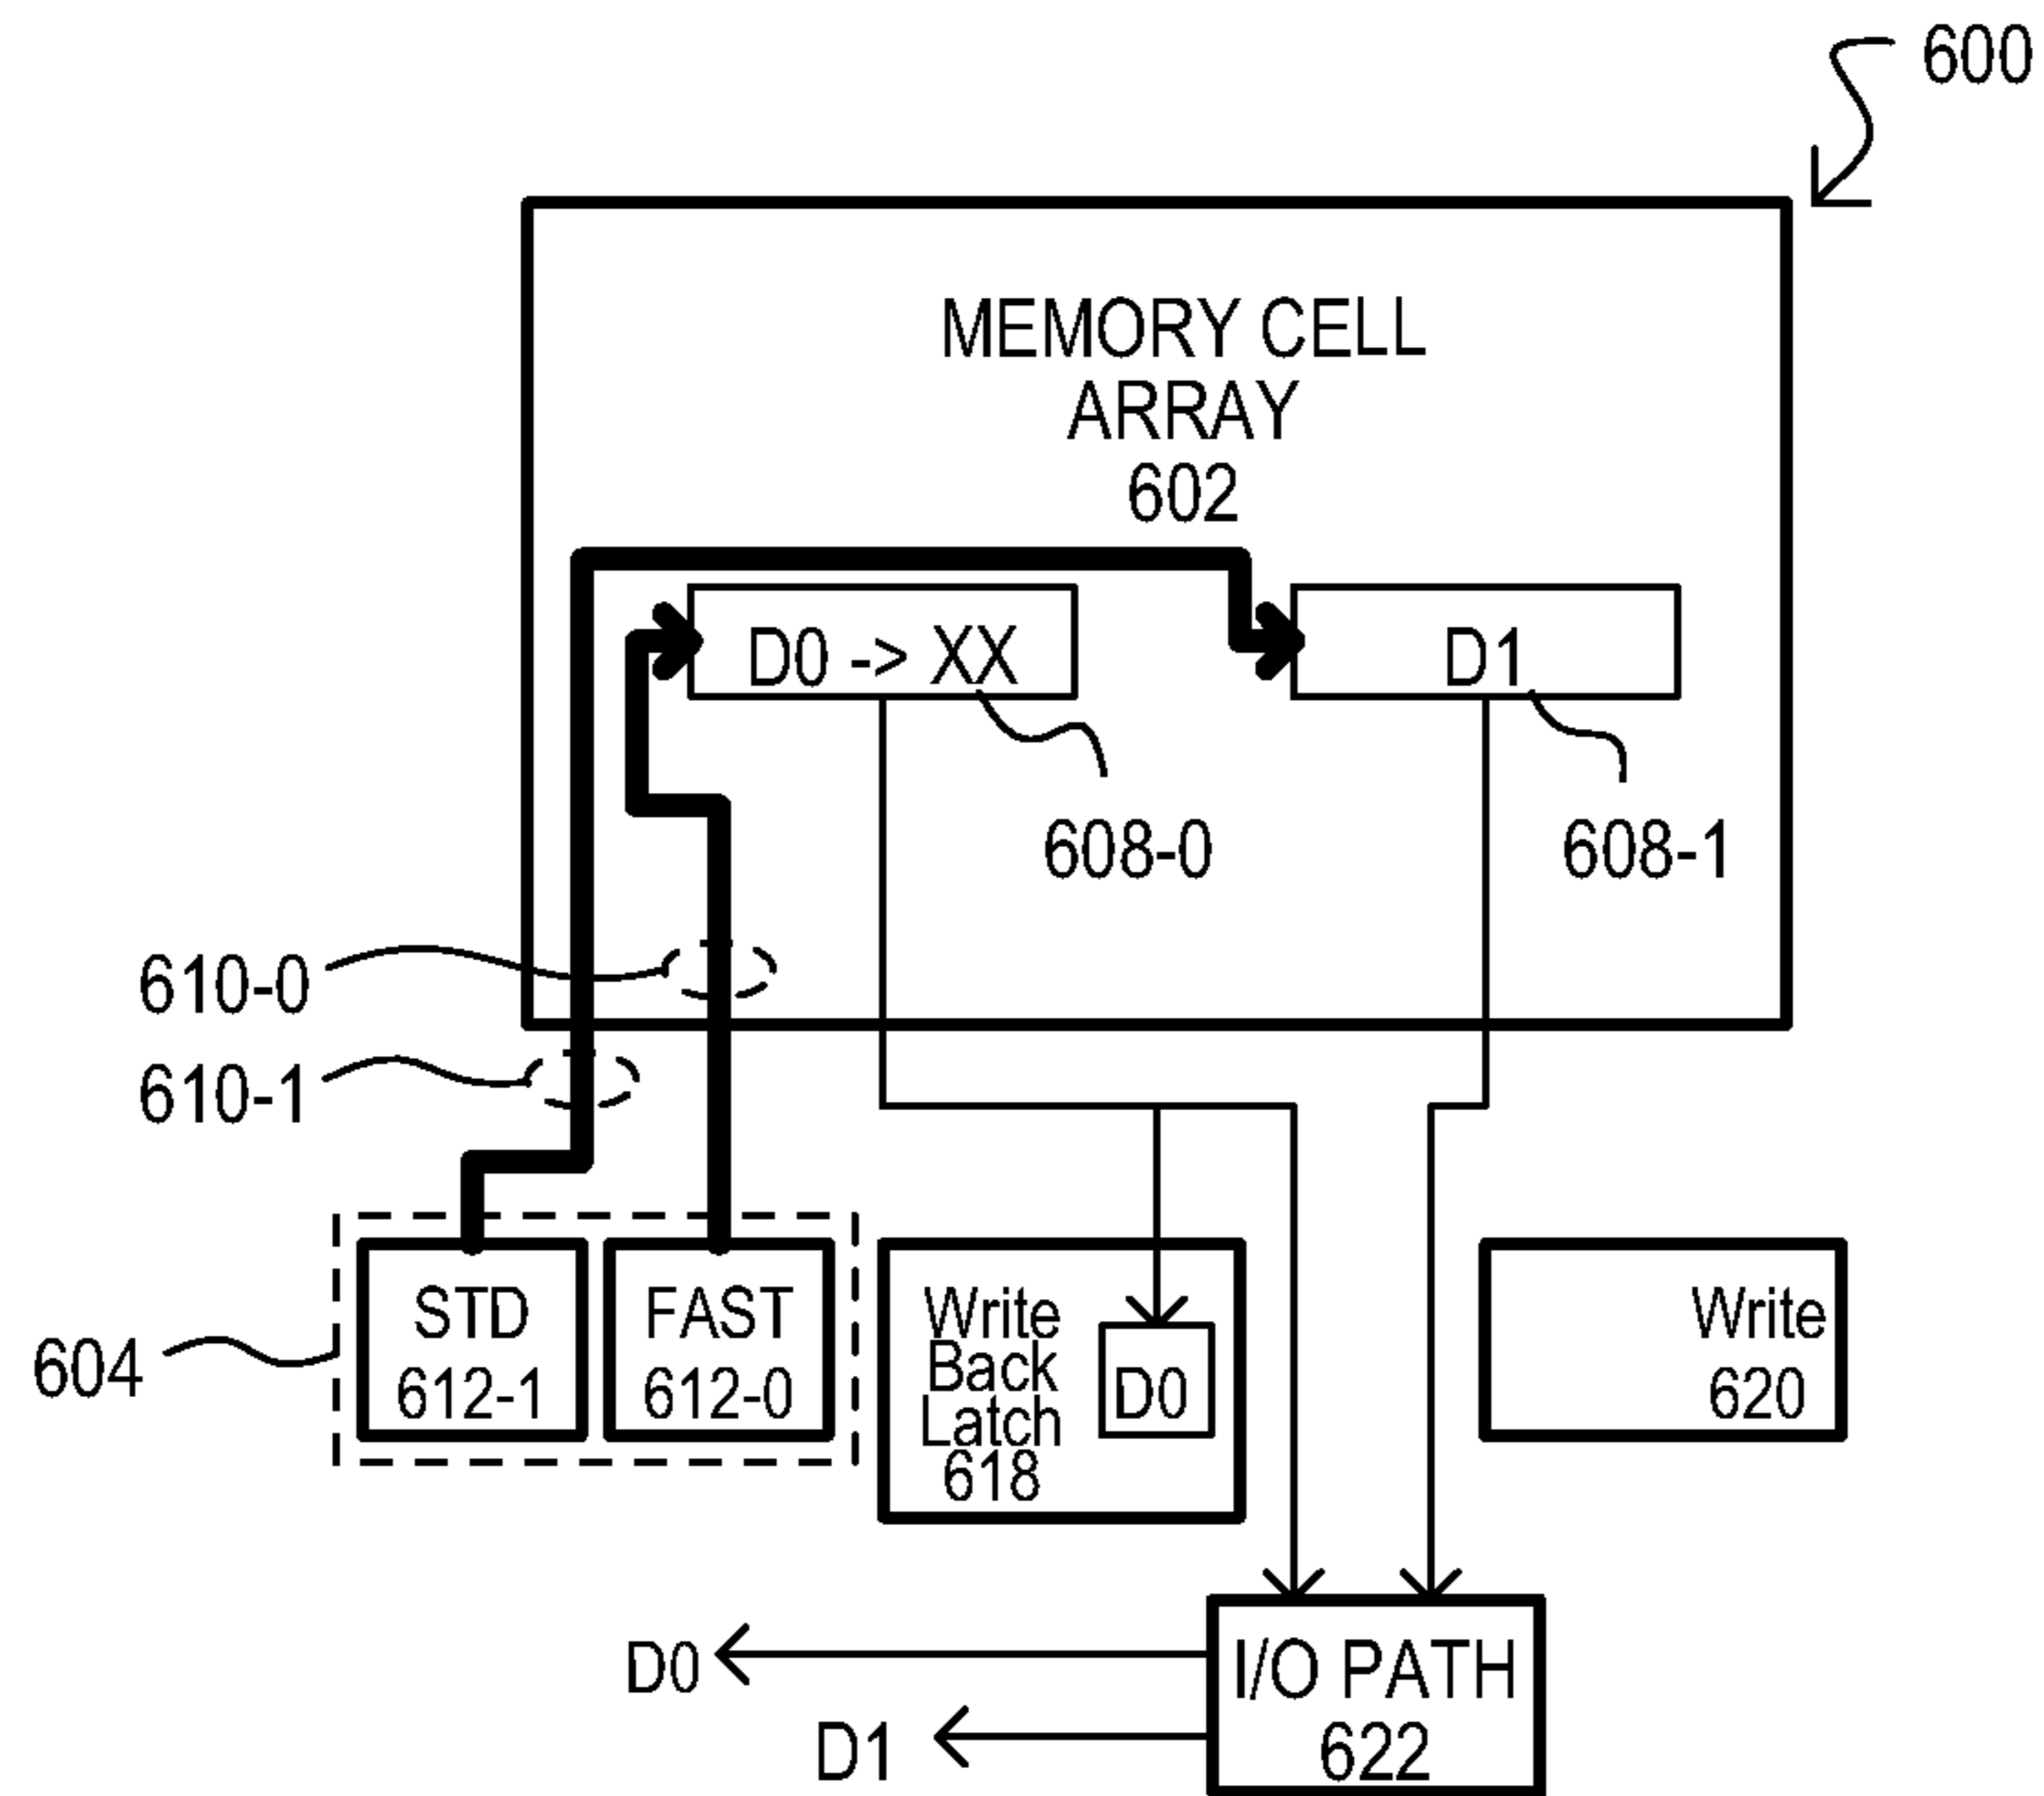 600
MEMORY CELL
ARRAY
602
D0 -> XX
D1
608-0
608-1
610-0
610-1
604
STD
612-1
FAST
612-0
Write
Back
Latch
618
D0
Write
620
I/O PATH
622
D0
D1